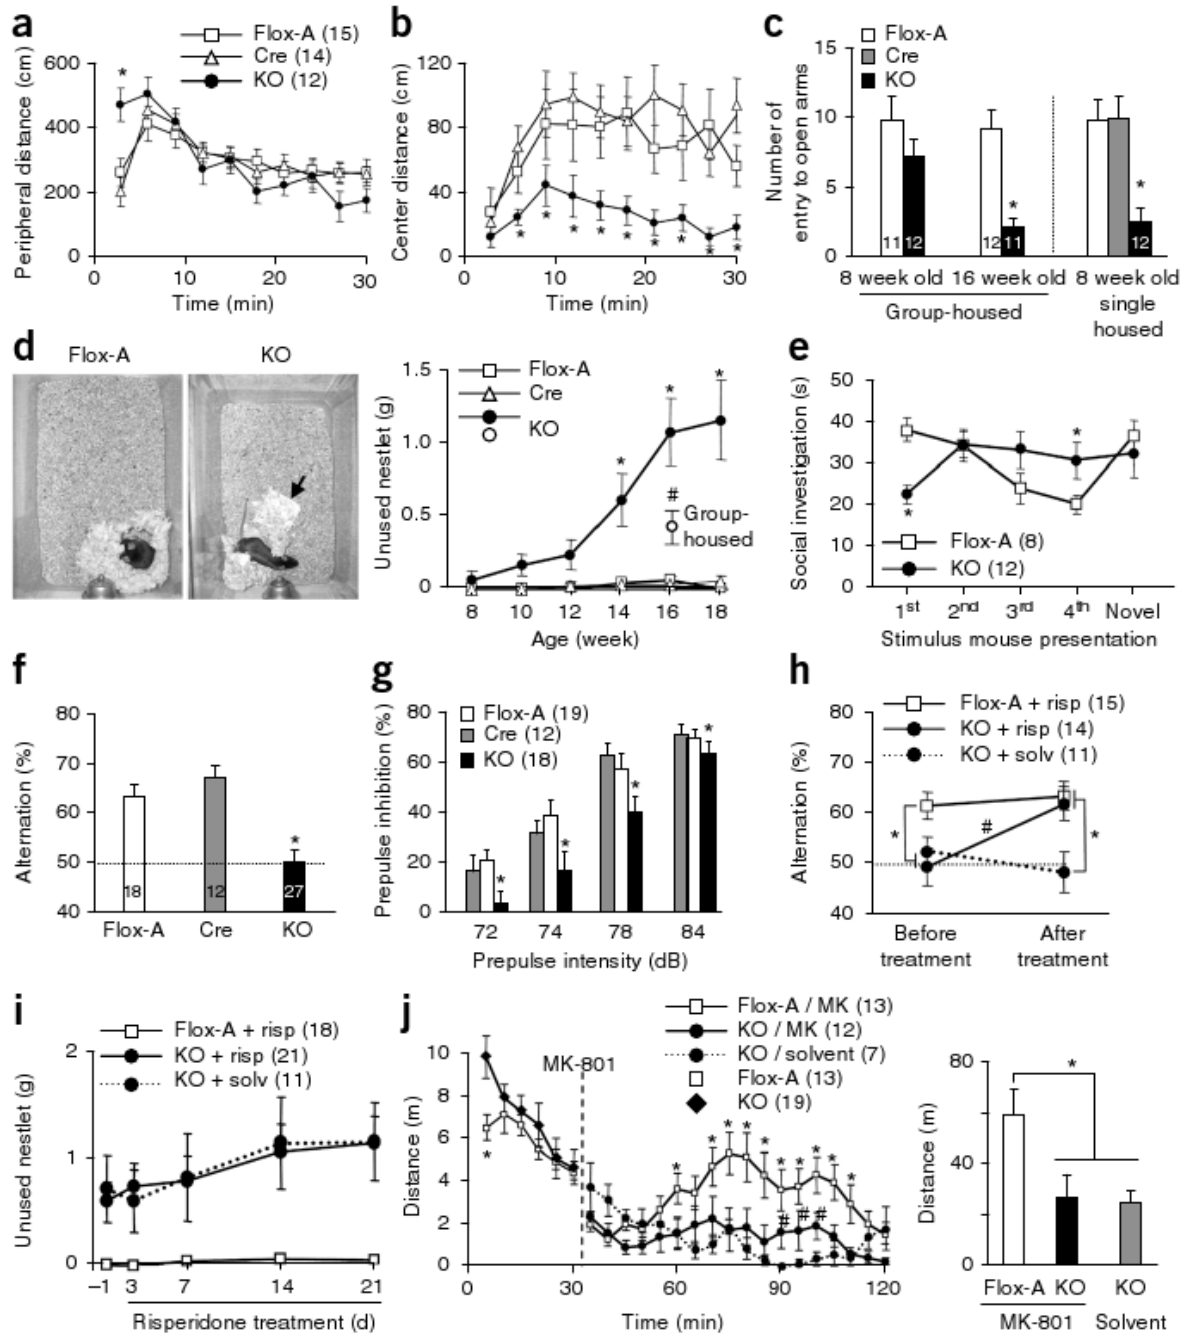 a
Flox-A (15)
Cre (14)
KO (12)
Peripheral distance (cm)
600
400
200
0
*
0 10 20 30
Time (min)
b
Center distance (cm)
120
80
40
0
* * * * * * * * *
0 10 20 30
Time (min)
c
Flox-A
Cre
KO
Number of
entry to open arms
15
10
5
0
* *
11 12 12 11 12
8 week old 16 week old 8 week old
Group-housed
single
housed
d
Flox-A KO
Unused nestlet (g)
1.5
1.0
0.5
0
Flox-A
Cre
KO
* * *
#
Group-
housed
8 10 12 14 16 18
Age (week)
e
Social investigation (s)
50
40
30
20
10
0
*
*
Flox-A (8)
KO (12)
1st 2nd 3rd 4th Novel
Stimulus mouse presentation
f
Alternation (%)
80
70
60
50
40
*
18 12 27
Flox-A Cre KO
g
Prepulse inhibition (%)
80
60
40
20
0
Flox-A (19)
Cre (12)
KO (18)
* * * *
72 74 78 84
Prepulse intensity (dB)
h
Flox-A + risp (15)
KO + risp (14)
KO + solv (11)
Alternation (%)
80
70
60
50
40
* # *
Before
treatment
After
treatment
i
Flox-A + risp (18)
KO + risp (21)
KO + solv (11)
Unused nestlet (g)
2
1
0
–1 3 7 14 21
Risperidone treatment (d)
j
Flox-A / MK (13)
KO / MK (12)
KO / solvent (7)
Flox-A (13)
KO (19)
MK-801
Distance (m)
10
8
6
4
2
0
*
* * * * * * * * *
# # #
0 30 60 90 120
Time (min)
Distance (m)
80
40
0
*
Flox-A KO KO
MK-801 Solvent